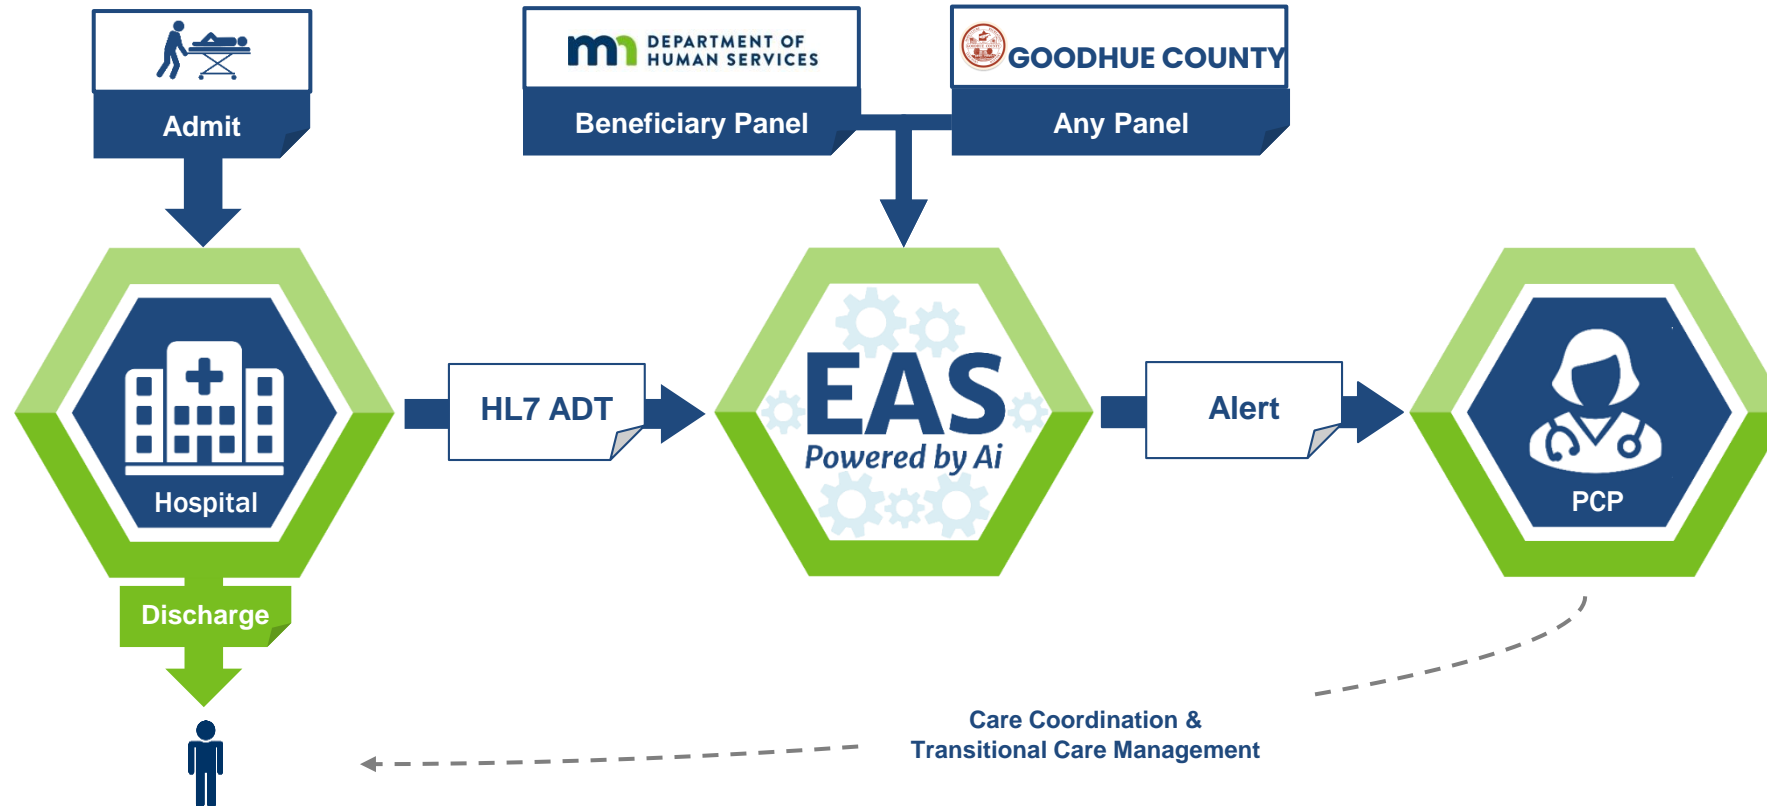 DEPARTMENT OF
HUMAN SERVICES
GOODHUE COUNTY
Admit
Beneficiary Panel
Any Panel
HL7 ADT
EAS
Powered by Ai
Alert
Hospital
PCP
Discharge
Care Coordination &
Transitional Care Management